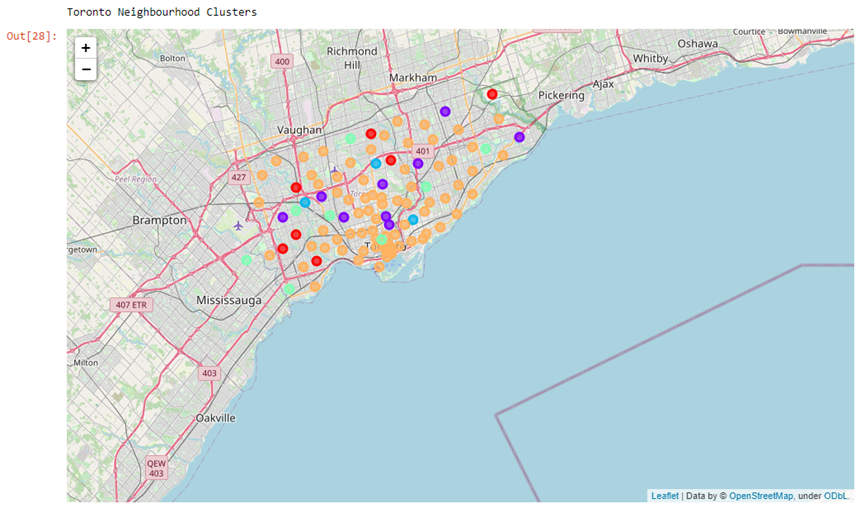 Toronto Neighbourhood Clusters
Out[28]:
+
−
Bolton
400
Richmond
Hill
Markham
Courtice
Bowmanville
Oshawa
Whitby
Ajax
Pickering
Vaughan
401
427
Peel Region
Brampton
getown
Mississauga
407 ETR
Milton
403
Oakville
QEW
403
Leaflet | Data by © OpenStreetMap, under ODbL.